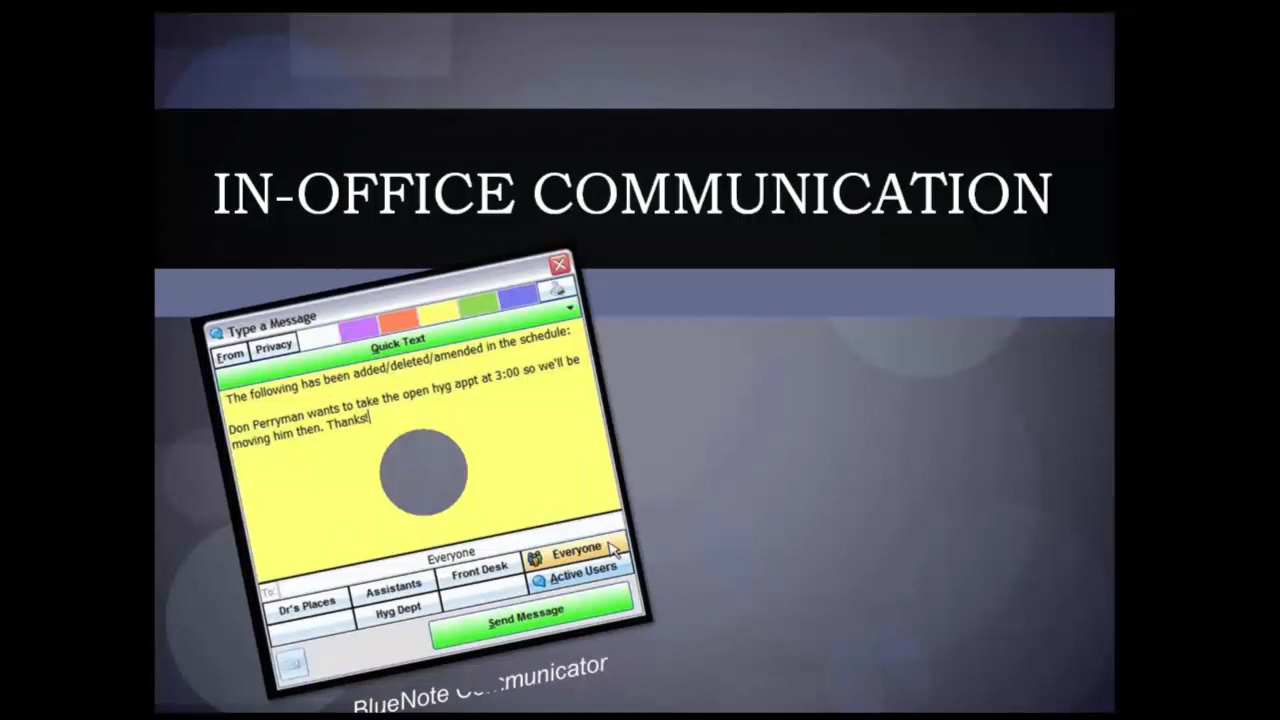 IN-OFFICE COMMUNICATION
Type a Message
From Privacy
Quick Text
The following has been added/deleted/amended in the schedule:
Don Perryman wants to take the open hyg appt at 3:00 so we'll be
moving him then. Thanks!
Everyone
To:
Dr's Places Assistants Front Desk Everyone
Hyg Dept Active Users
Send Message
BlueNote